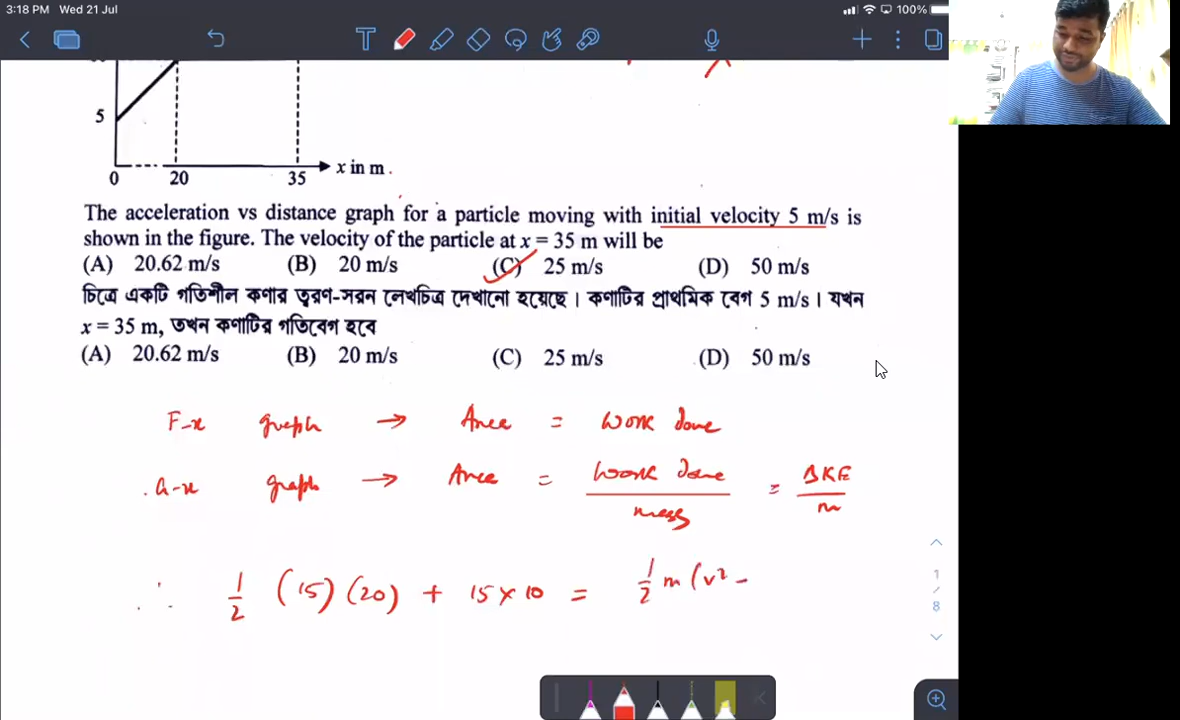 3:18 PM Wed 21 Jul
100%
T
5
x in m .
0 20 35
The acceleration vs distance graph for a particle moving with initial velocity 5 m/s is
shown in the figure. The velocity of the particle at x = 35 m will be
(A) 20.62 m/s (B) 20 m/s (C) 25 m/s (D) 50 m/s
চিত্রে একটি গতিশীল কণার ত্বরণ-সরন লেখচিত্র দেখানো হয়েছে । কণাটির প্রাথমিক বেগ 5 m/s । যখন
x = 35 m, তখন কণাটির গতিবেগ হবে
(A) 20.62 m/s (B) 20 m/s (C) 25 m/s (D) 50 m/s
F-x graph → Area = work done
a-x graph → Area = work done / mass = ΔKE / m
∴ 1/2 (15) (20) + 15 × 10 = 1/2 m (v² -
1
/
8